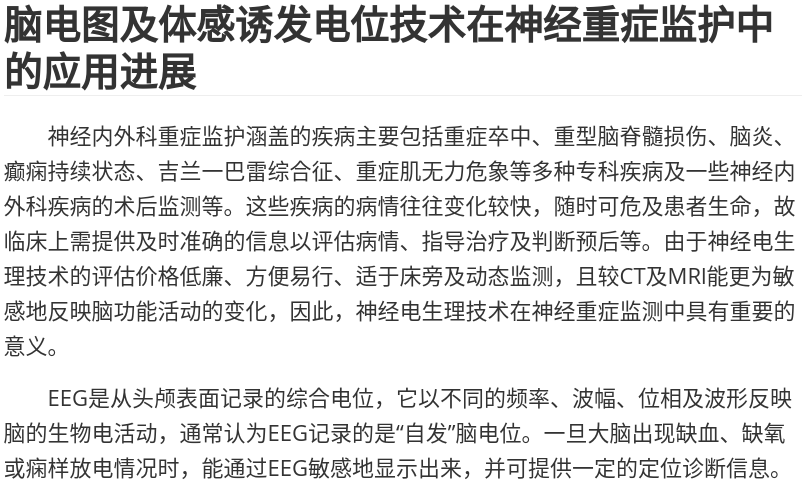 脑电图及体感诱发电位技术在神经重症监护中
的应用进展
神经内外科重症监护涵盖的疾病主要包括重症卒中、重型脑脊髓损伤、脑炎、
癫痫持续状态、吉兰一巴雷综合征、重症肌无力危象等多种专科疾病及一些神经内
外科疾病的术后监测等。这些疾病的病情往往变化较快，随时可危及患者生命，故
临床上需提供及时准确的信息以评估病情、指导治疗及判断预后等。由于神经电生
理技术的评估价格低廉、方便易行、适于床旁及动态监测，且较CT及MRI能更为敏
感地反映脑功能活动的变化，因此，神经电生理技术在神经重症监测中具有重要的
意义。
EEG是从头颅表面记录的综合电位，它以不同的频率、波幅、位相及波形反映
脑的生物电活动，通常认为EEG记录的是“自发”脑电位。一旦大脑出现缺血、缺氧
或痫样放电情况时，能通过EEG敏感地显示出来，并可提供一定的定位诊断信息。